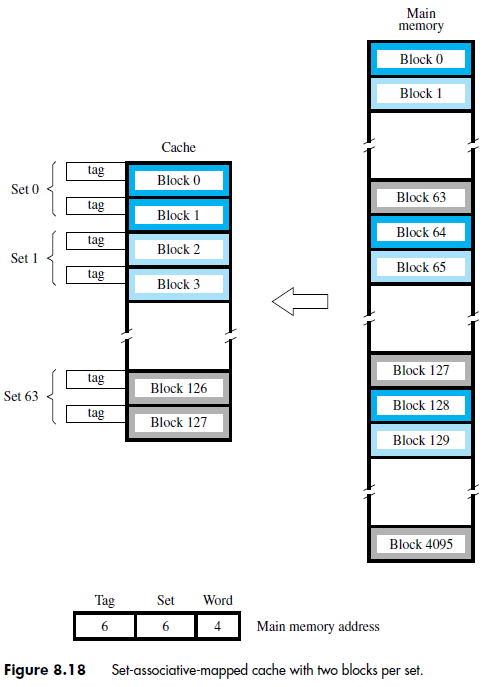 Main
memory
Block 0
Block 1
Block 63
Block 64
Block 65
Block 127
Block 128
Block 129
Block 4095
Cache
Set 0
tag
Block 0
tag
Block 1
Set 1
tag
Block 2
tag
Block 3
Set 63
tag
Block 126
tag
Block 127
Tag Set Word
6 6 4 Main memory address
Figure 8.18 Set-associative-mapped cache with two blocks per set.